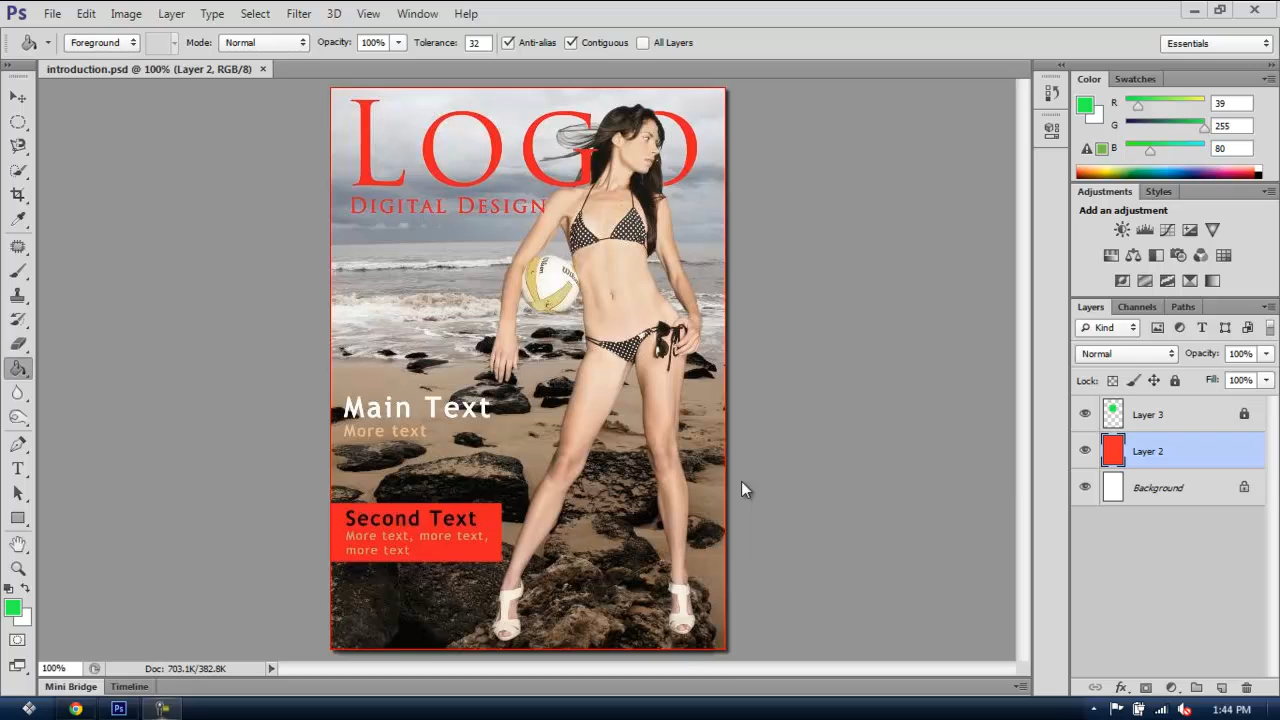 Ps File Edit Image Layer Type Select Filter 3D View Window Help
Foreground Mode: Normal Opacity: 100% Tolerance: 32 Anti-alias Contiguous All Layers Essentials
introduction.psd @ 100% (Layer 2, RGB/8) ×
Color Swatches
R 39
G 255
B 80
Adjustments Styles
Add an adjustment
Layers Channels Paths
Kind
Normal Opacity: 100%
Lock: Fill: 100%
Layer 3
Layer 2
Background
LOGO
DIGITAL DESIGN
Wilson
Main Text
More text
Second Text
More text, more text,
more text
100% Doc: 703.1K/382.8K
Mini Bridge Timeline
Ps 1:44 PM